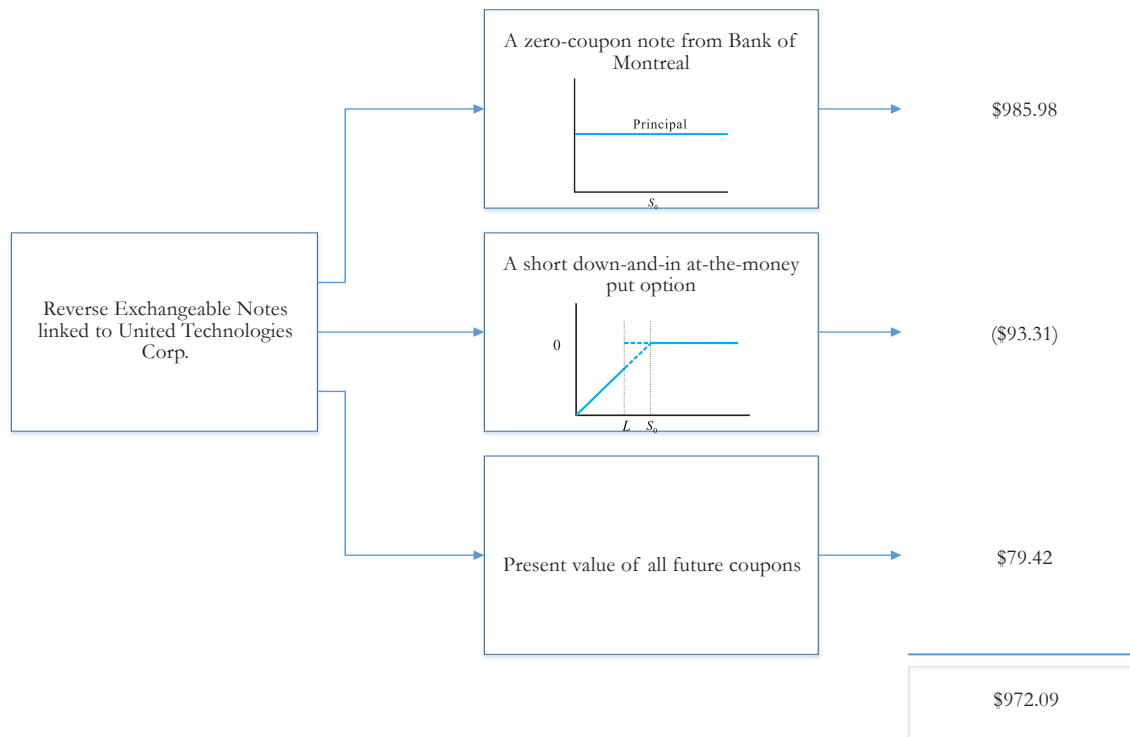 A zero-coupon note from Bank of
Montreal
Principal
S₀
$985.98
Reverse Exchangeable Notes
linked to United Technologies
Corp.
A short down-and-in at-the-money
put option
0
L S₀
($93.31)
Present value of all future coupons
$79.42
$972.09